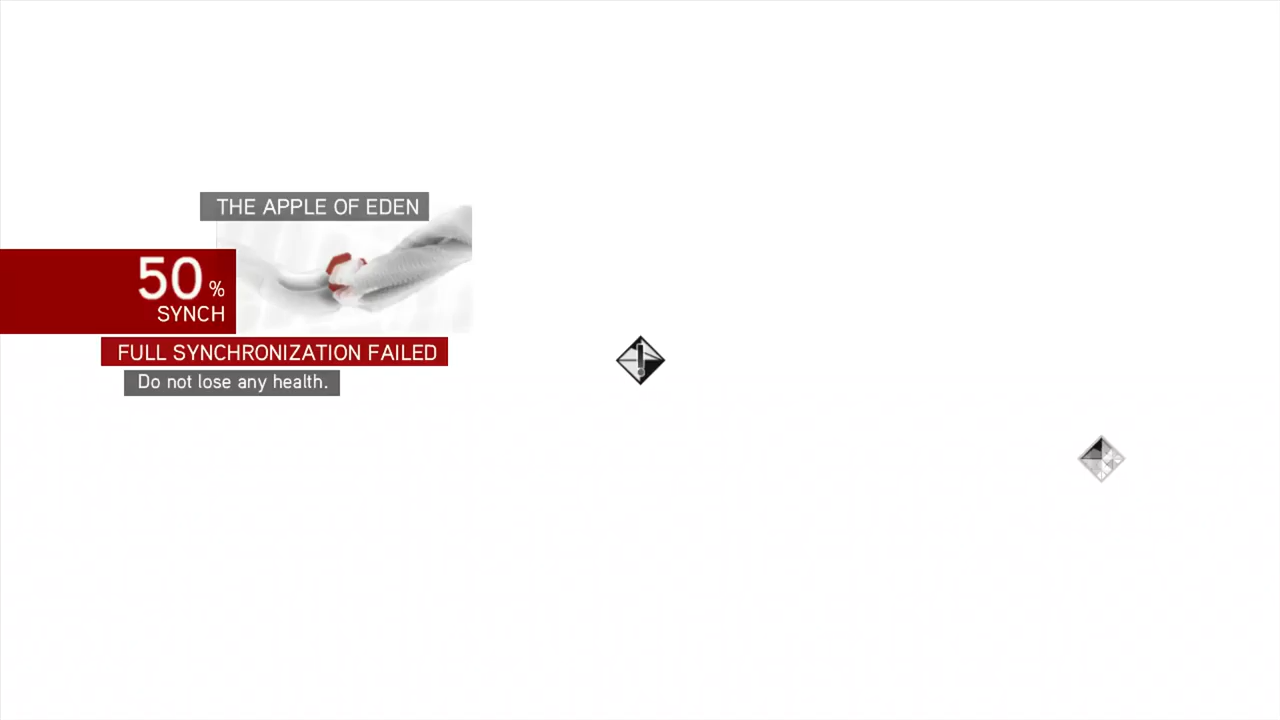 THE APPLE OF EDEN
50 %
SYNCH
FULL SYNCHRONIZATION FAILED
Do not lose any health.